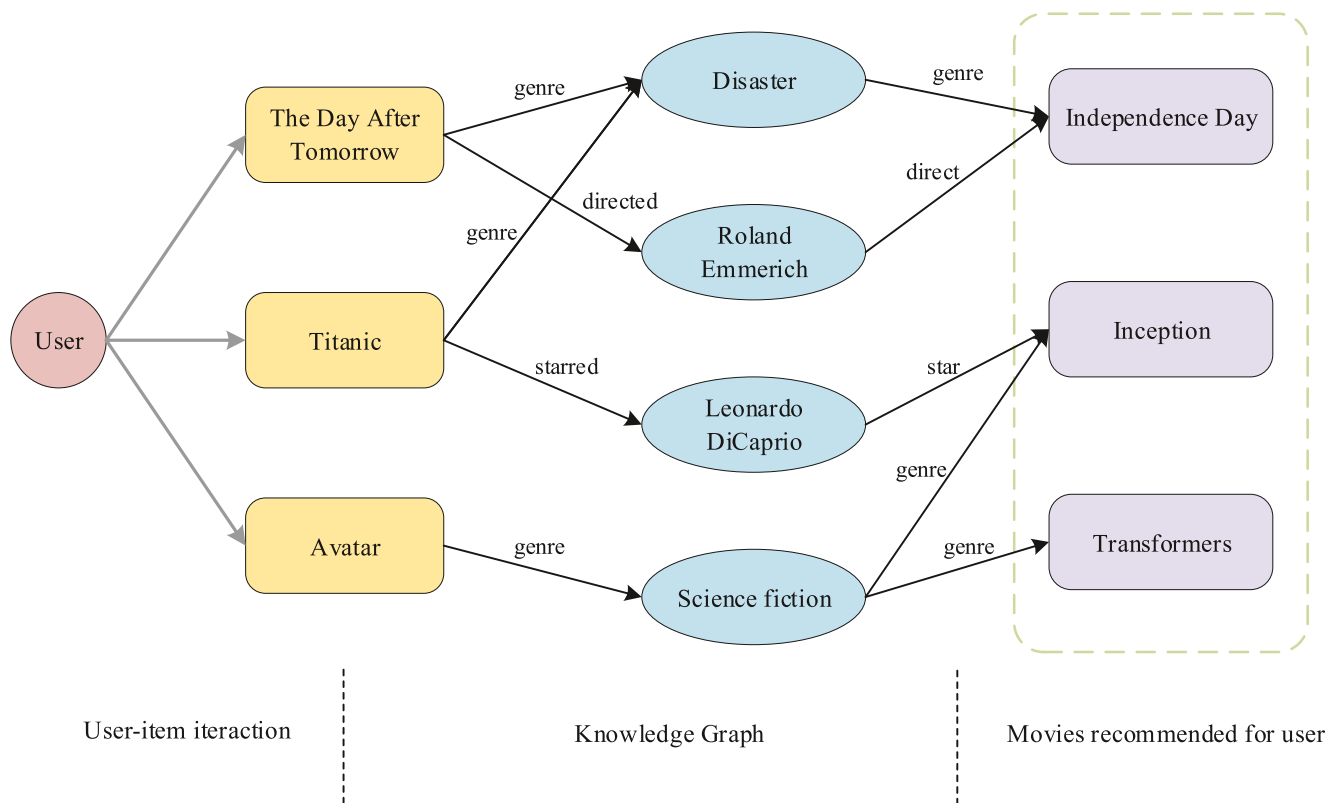 Disaster
genre
genre
The Day After
Tomorrow
Independence Day
direct
directed
genre
Roland
Emmerich
User
Titanic
Inception
starred
star
Leonardo
DiCaprio
genre
Avatar
genre
genre
Transformers
Science fiction
User-item iteraction
Knowledge Graph
Movies recommended for user